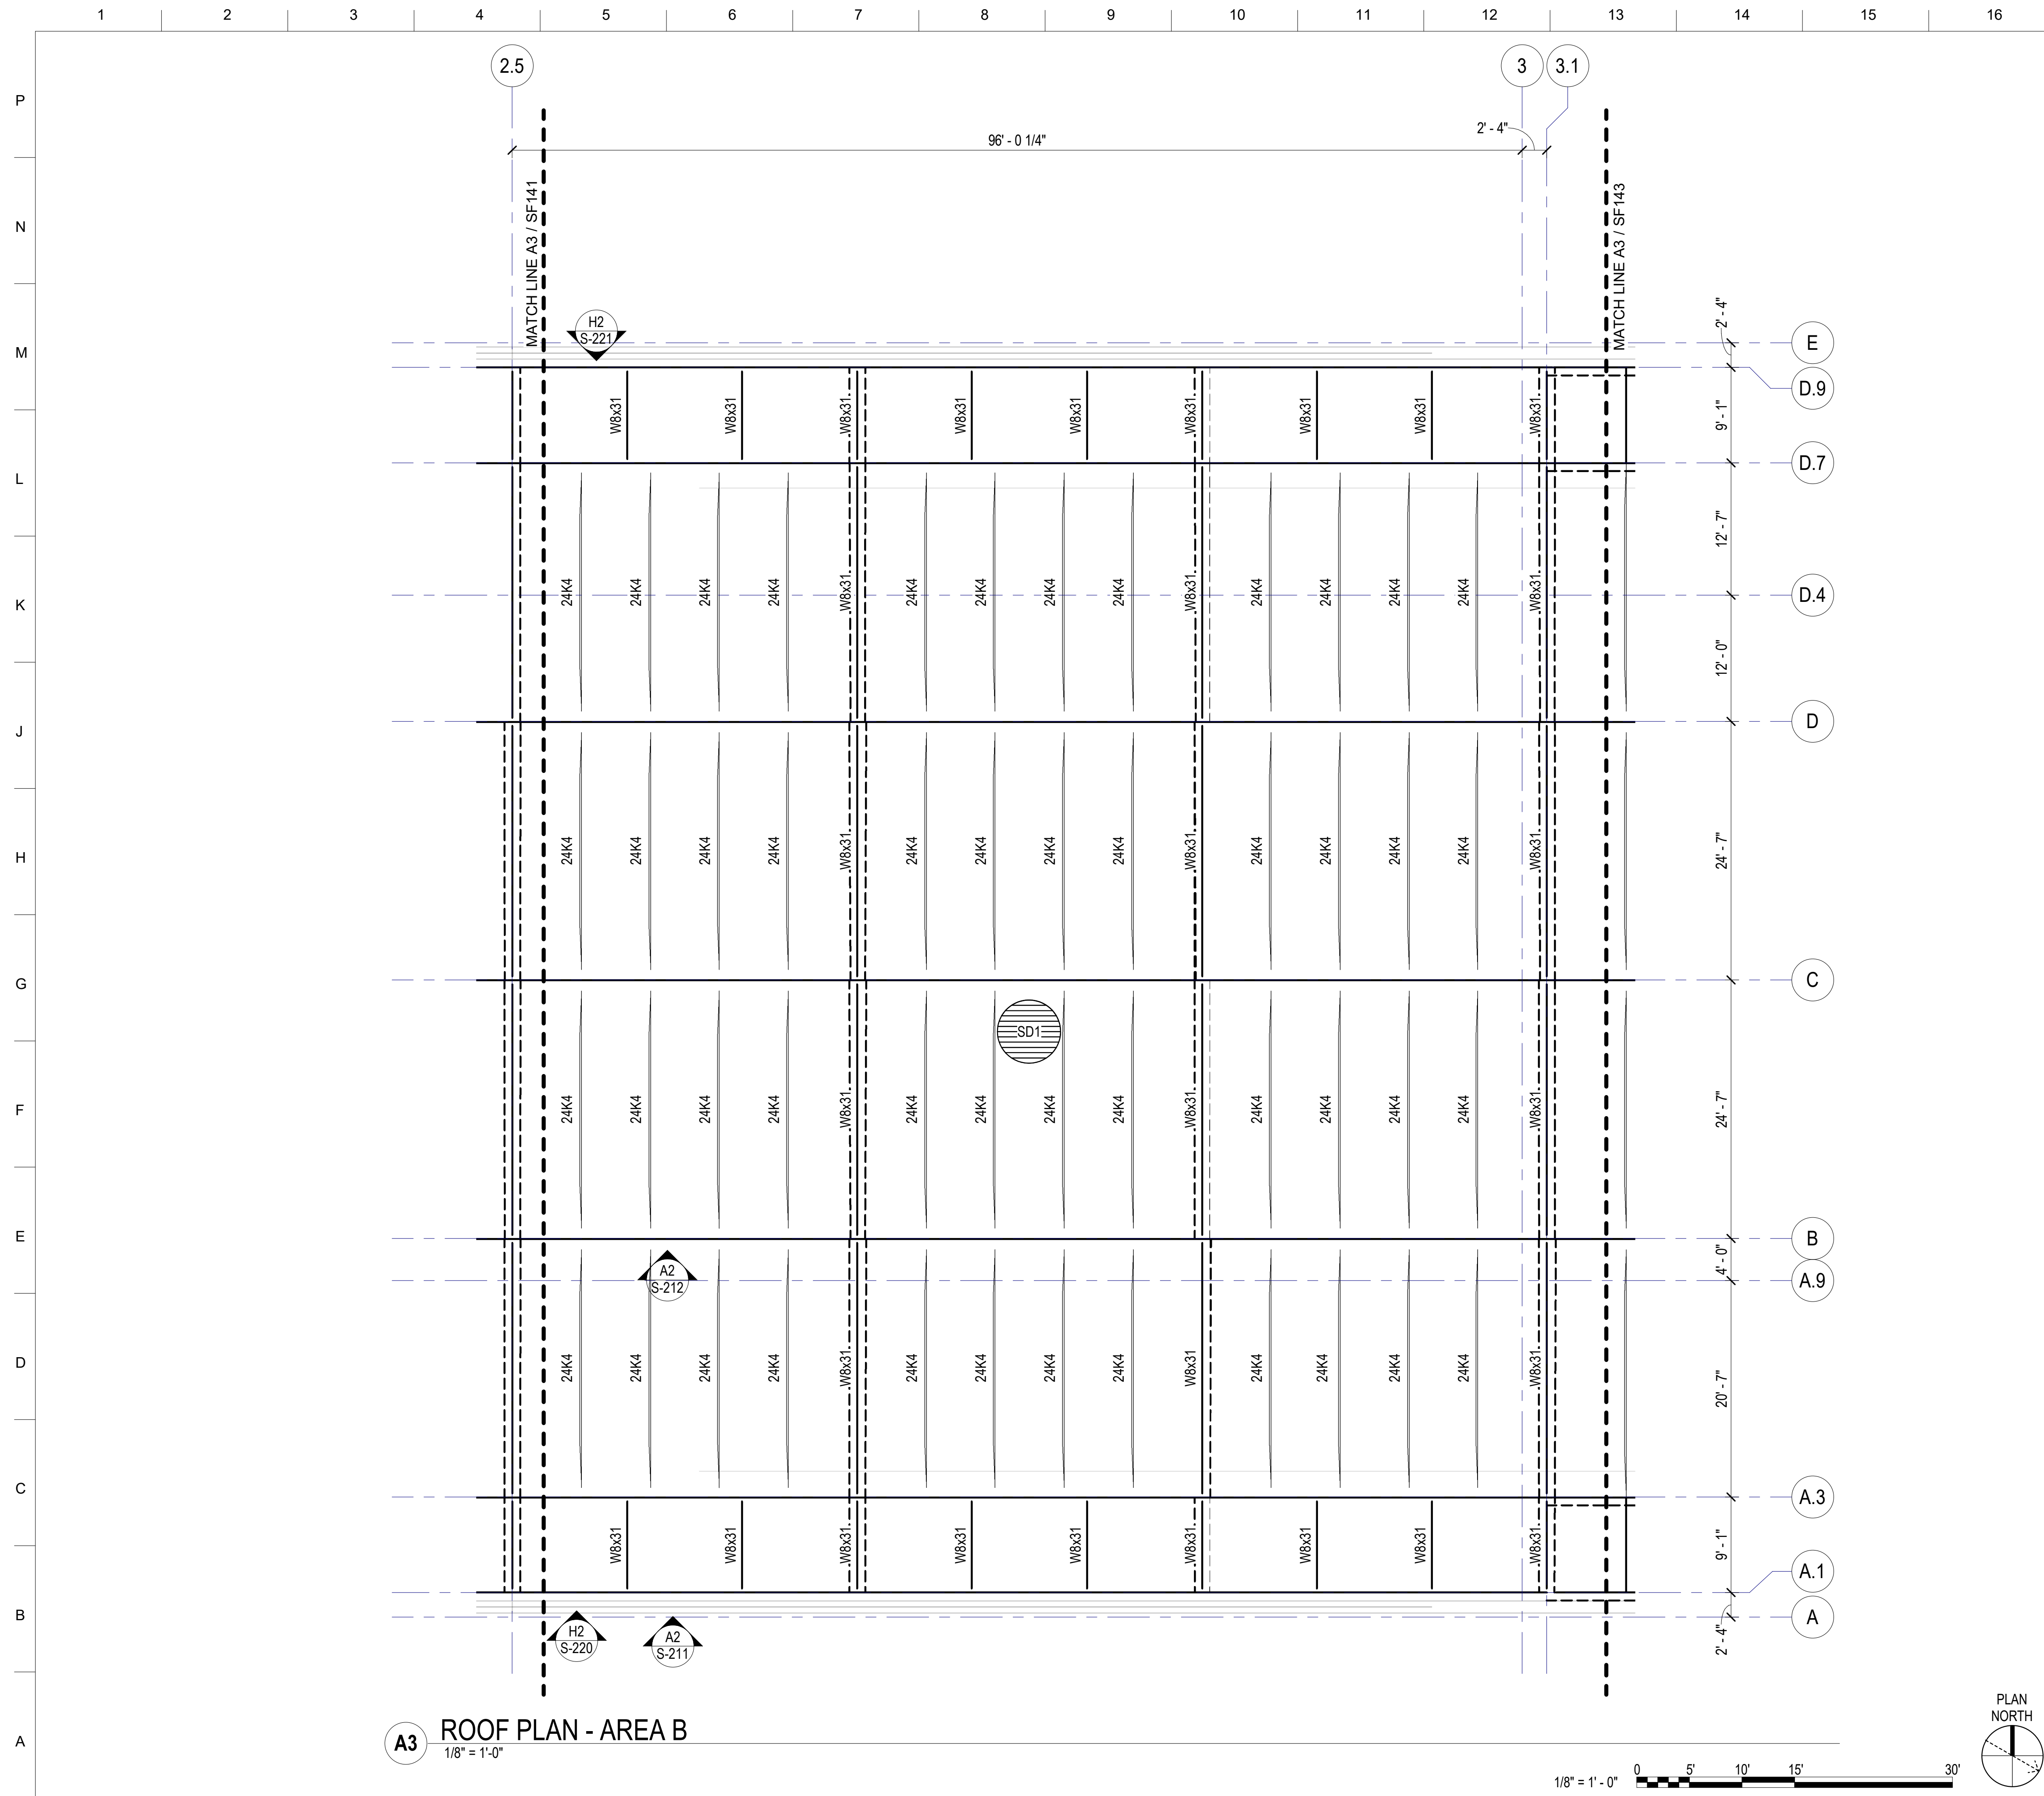 1 2 3 4 5 6 7 8 9 10 11 12 13 14 15 16
P
N
M
L
K
J
H
G
F
E
D
C
B
A
2.5 3 3.1
96' - 0 1/4" 2' - 4"
MATCH LINE A3 / SF141
MATCH LINE A3 / SF143
H2
S-221
2' - 4"
E
D.9
W8x31 W8x31 W8x31 W8x31 W8x31 W8x31 W8x31 W8x31 W8x31
9' - 1"
D.7
12' - 7"
24K4 24K4 24K4 24K4 W8x31 24K4 24K4 24K4 24K4 W8x31 24K4 24K4 24K4 24K4 W8x31
D.4
12' - 0"
D
24K4 24K4 24K4 24K4 W8x31 24K4 24K4 24K4 24K4 W8x31 24K4 24K4 24K4 24K4 W8x31
24' - 7"
C
SD1
24K4 24K4 24K4 24K4 W8x31 24K4 24K4 24K4 24K4 W8x31 24K4 24K4 24K4 24K4 W8x31
24' - 7"
B
4' - 0"
A2
S-212
A.9
24K4 24K4 24K4 24K4 W8x31 24K4 24K4 24K4 24K4 W8x31 24K4 24K4 24K4 24K4 W8x31
20' - 7"
A.3
W8x31 W8x31 W8x31 W8x31 W8x31 W8x31 W8x31 W8x31 W8x31
9' - 1"
A.1
A
2' - 4"
H2
S-220
A2
S-211
A3 ROOF PLAN - AREA B
1/8" = 1'-0"
PLAN
NORTH
1/8" = 1' - 0" 0 5' 10' 15' 30'